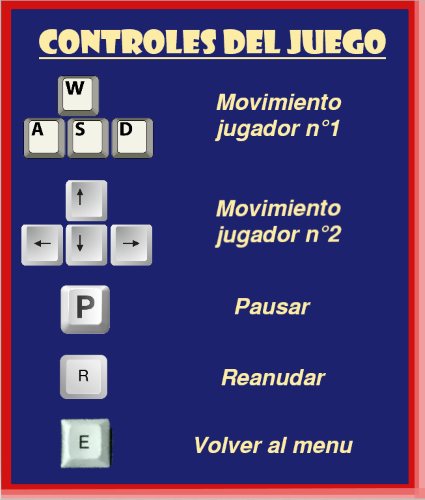 CONTROLES DEL JUEGO
W
A S D
Movimiento
jugador n°1
↑
← ↓ →
Movimiento
jugador n°2
P
Pausar
R
Reanudar
E
Volver al menu